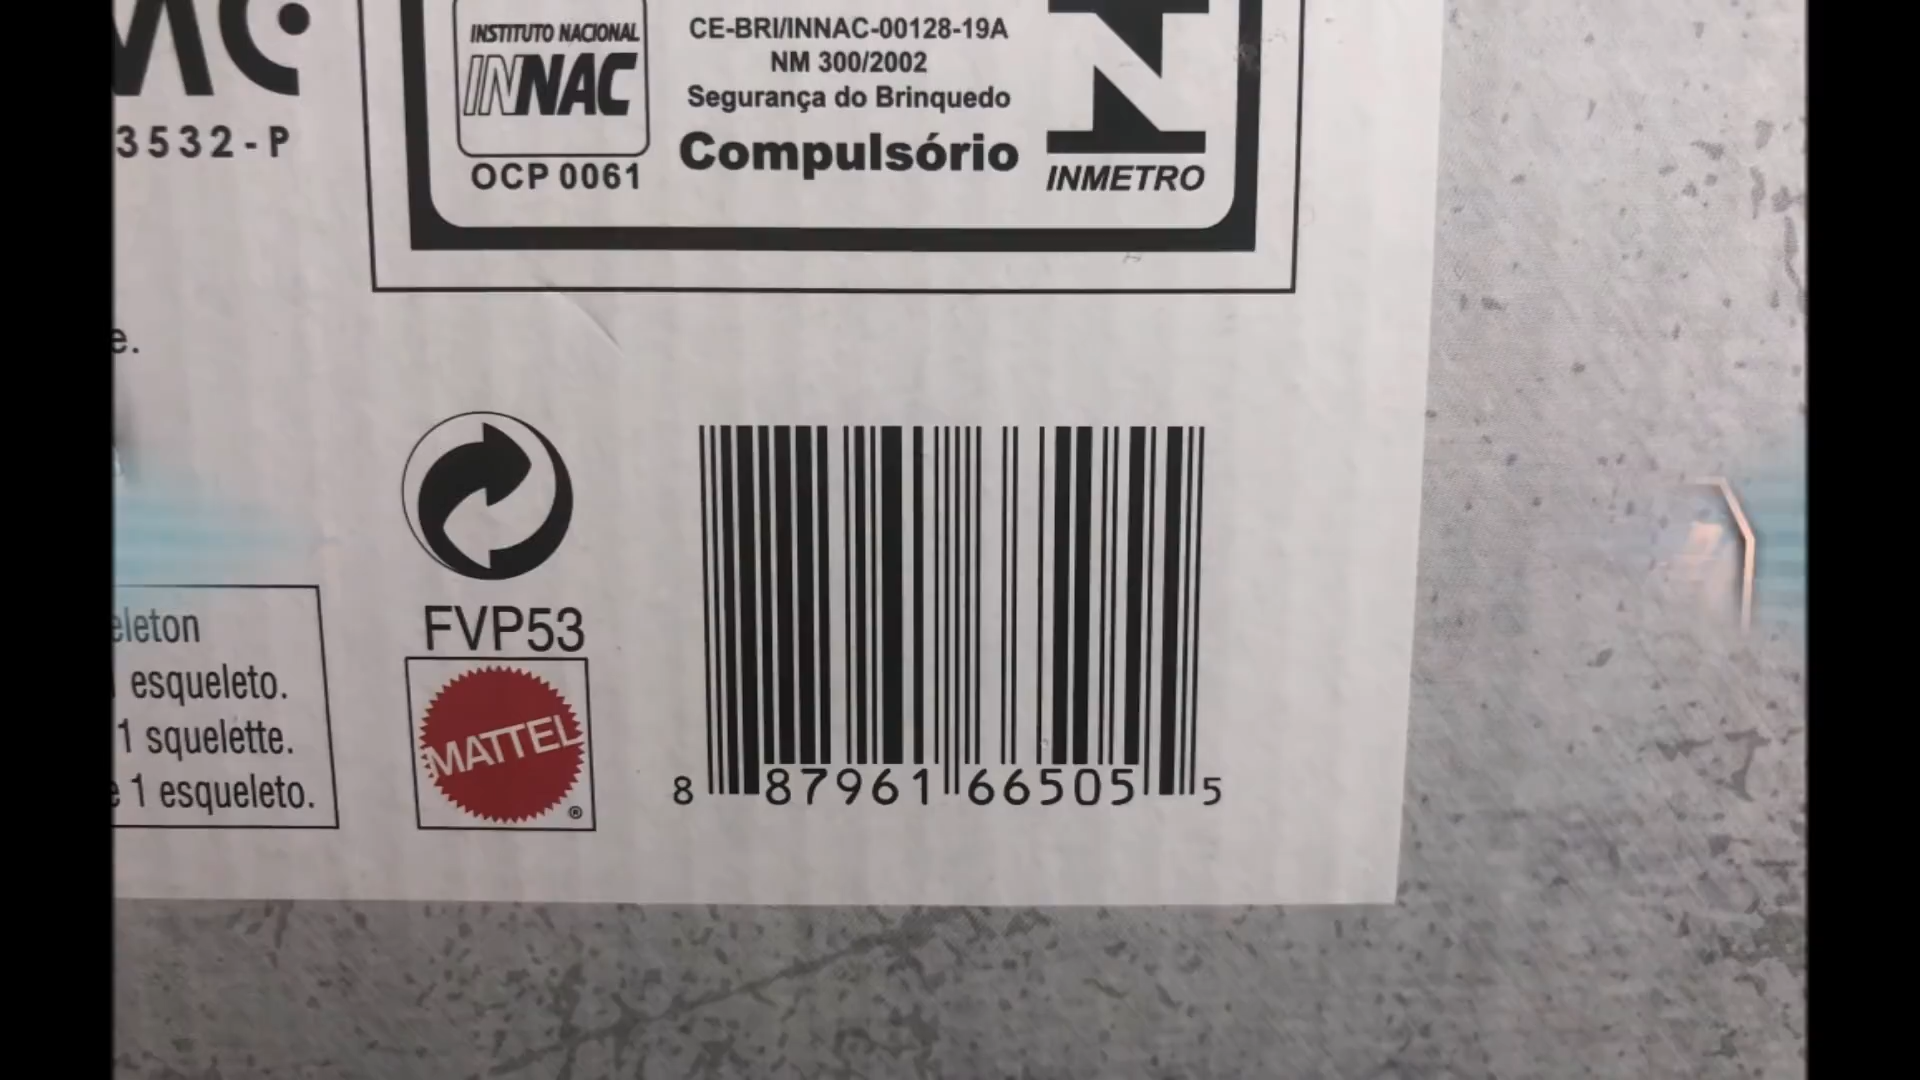 3532-P
INSTITUTO NACIONAL
INNAC
OCP 0061
CE-BRI/INNAC-00128-19A
NM 300/2002
Segurança do Brinquedo
Compulsório
INMETRO
FVP53
MATTEL
®
esqueleto.
1 squelette.
1 esqueleto.
8 87961 66505 5